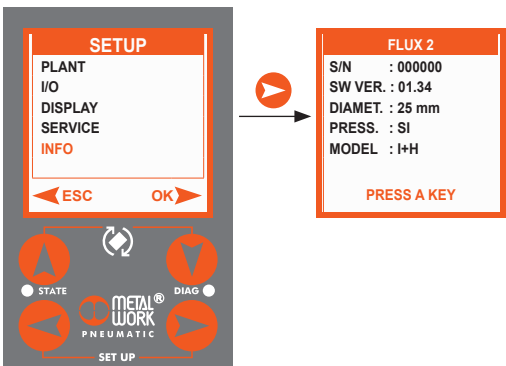 SETUP
PLANT
I/O
DISPLAY
SERVICE
INFO
ESC OK
STATE DIAG
METAL® WORK
PNEUMATIC
SET UP
FLUX 2
S/N : 000000
SW VER. : 01.34
DIAMET. : 25 mm
PRESS. : SI
MODEL : I+H
PRESS A KEY